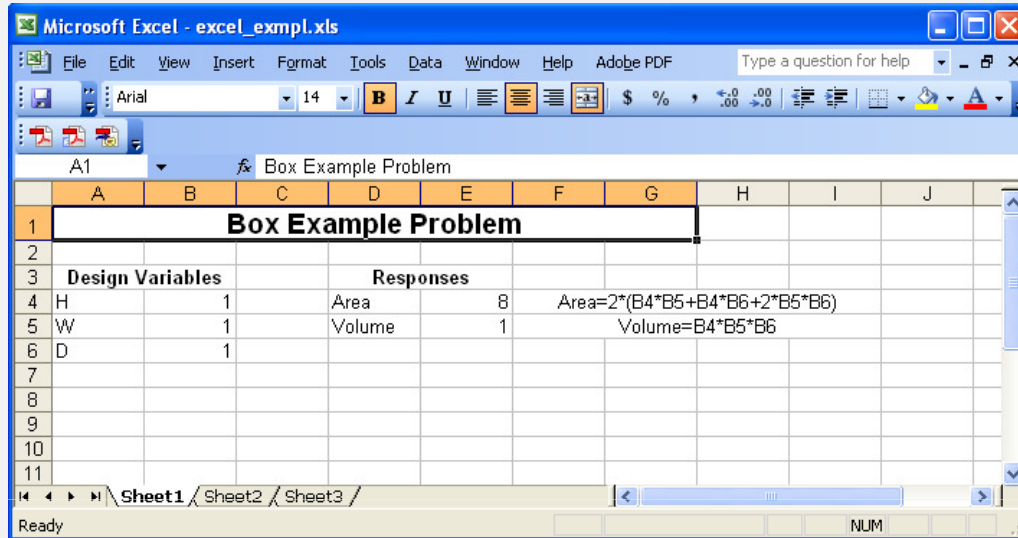 Microsoft Excel - excel_exmpl.xls
File Edit View Insert Format Tools Data Window Help Adobe PDF Type a question for help
Arial 14 B I U $ % , .00 .00 A
A1 fx Box Example Problem
A B C D E F G H I J
1 Box Example Problem
2
3 Design Variables Responses
4 H 1 Area 8 Area=2*(B4*B5+B4*B6+2*B5*B6)
5 W 1 Volume 1 Volume=B4*B5*B6
6 D 1
7
8
9
10
11
Sheet1 / Sheet2 / Sheet3 /
Ready NUM